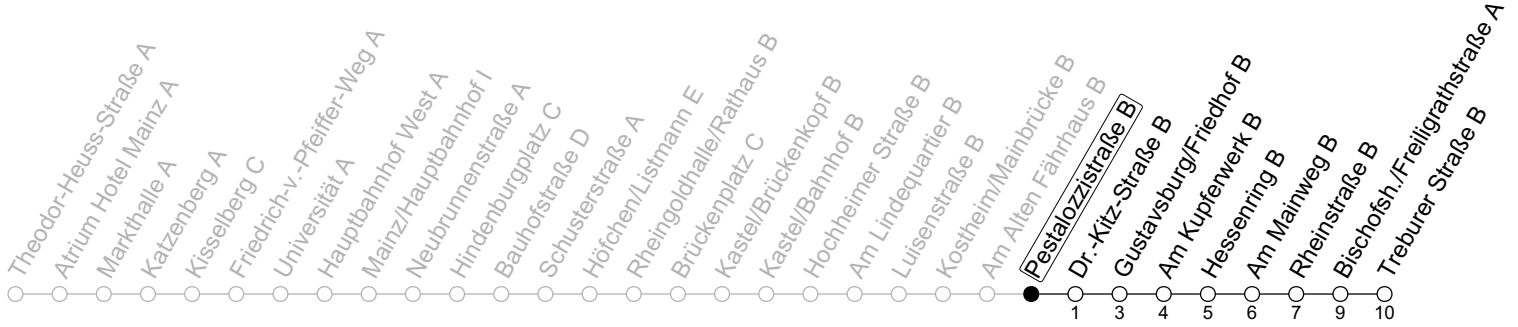 Theodor-Heuss-Straße A
Atrium Hotel Mainz A
Markthalle A
Katzenberg A
Kisselberg C
Friedrich-v.-Pfeiffer-Weg A
Universität A
Hauptbahnhof West A
Mainz/Hauptbahnhof I
Neubrunnenstraße A
Hindenburgplatz C
Bauhofstraße D
Schusterstraße A
Höfchen/Listmann E
Rheingoldhalle/Rathaus B
Brückenplatz C
Kastel/Brückenkopf B
Kastel/Bahnhof B
Hochheimer Straße B
Am Lindequartier B
Luisenstraße B
Kostheim/Mainbrücke B
Am Alten Fährhaus B
Pestalozzistraße B
Dr.-Kitz-Straße B
Gustavsburg/Friedhof B
Am Kupferwerk B
Hessenring B
Am Mainweg B
Rheinstraße B
Bischofsh./Freiligrathstraße A
Treburer Straße B
1 3 4 5 6 7 9 10